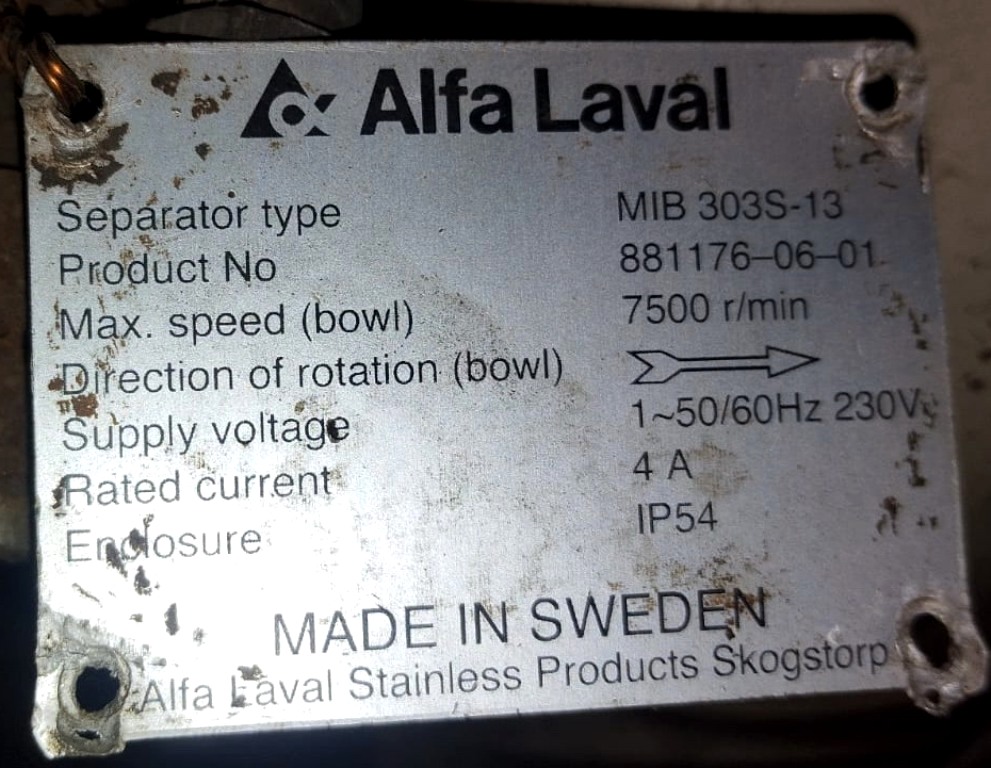 Alfa Laval
Separator type MIB 303S-13
Product No 881176-06-01
Max. speed (bowl) 7500 r/min
Direction of rotation (bowl)
Supply voltage 1~50/60Hz 230V
Rated current 4 A
Enclosure IP54
MADE IN SWEDEN
Alfa Laval Stainless Products Skogstorp